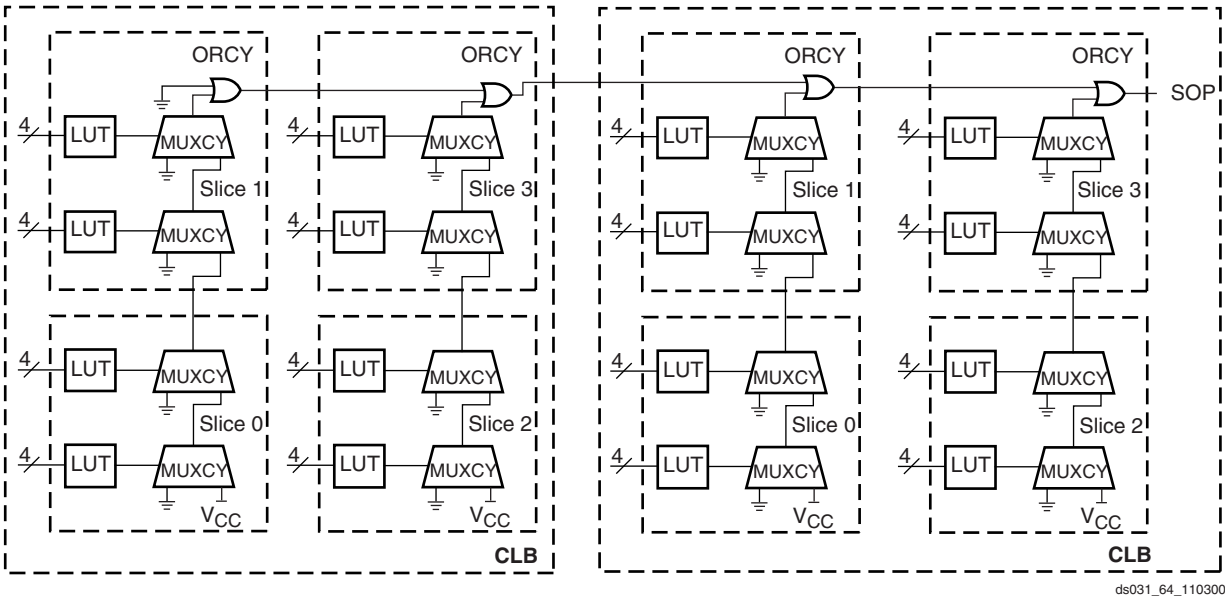 ORCY ORCY ORCY ORCY
SOP
4 LUT MUXCY 4 LUT MUXCY 4 LUT MUXCY 4 LUT MUXCY
Slice 1 Slice 3 Slice 1 Slice 3
4 LUT MUXCY 4 LUT MUXCY 4 LUT MUXCY 4 LUT MUXCY
4 LUT MUXCY 4 LUT MUXCY 4 LUT MUXCY 4 LUT MUXCY
Slice 0 Slice 2 Slice 0 Slice 2
4 LUT MUXCY 4 LUT MUXCY 4 LUT MUXCY 4 LUT MUXCY
VCC VCC VCC VCC
CLB CLB
ds031_64_110300